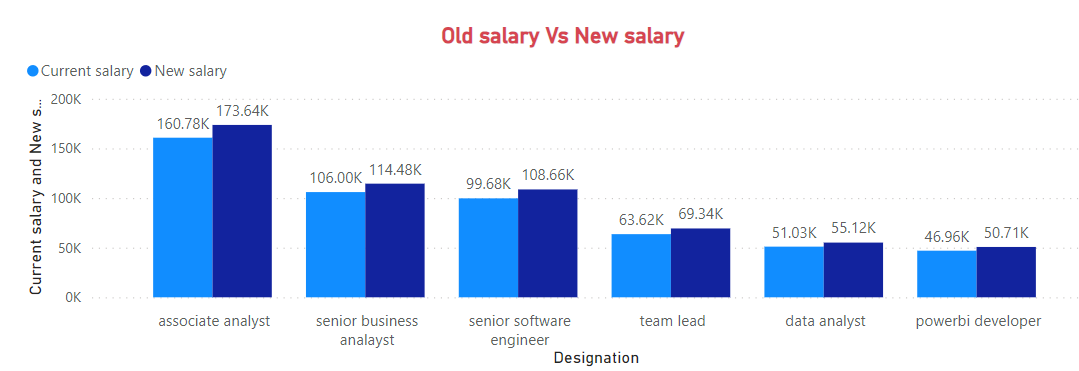 Old salary Vs New salary
Current salary New salary
Current salary and New s...
200K
150K
100K
50K
0K
160.78K 173.64K
106.00K 114.48K
99.68K 108.66K
63.62K 69.34K
51.03K 55.12K
46.96K 50.71K
associate analyst
senior business
analayst
senior software
engineer
team lead
data analyst
powerbi developer
Designation